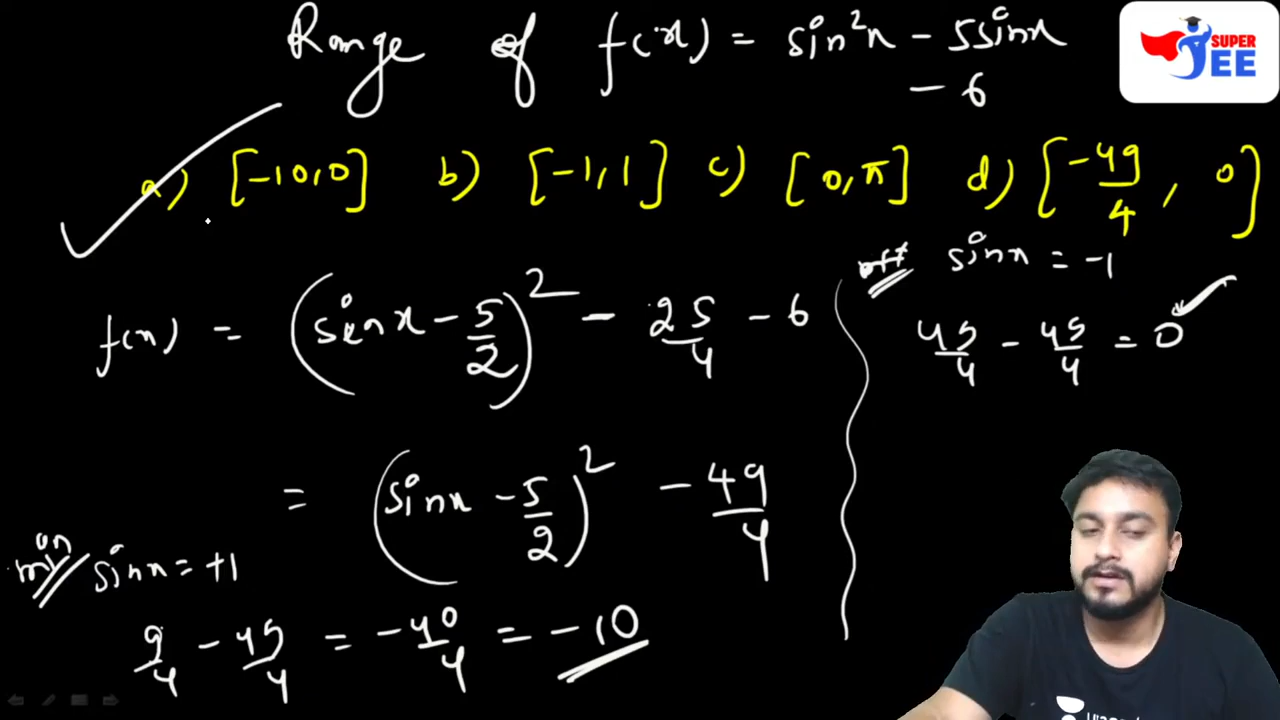 Range of f(x) = sin²x - 5sinx
- 6
SUPER
JEE
a) [-10,0] b) [-1,1] c) [0,π] d) [-49/4, 0]
f(x) = (sinx - 5/2)² - 25/4 - 6
= (sinx - 5/2)² - 49/4
min sinx = +1
9/4 - 49/4 = -40/4 = -10
sinx = -1
49/4 - 49/4 = 0